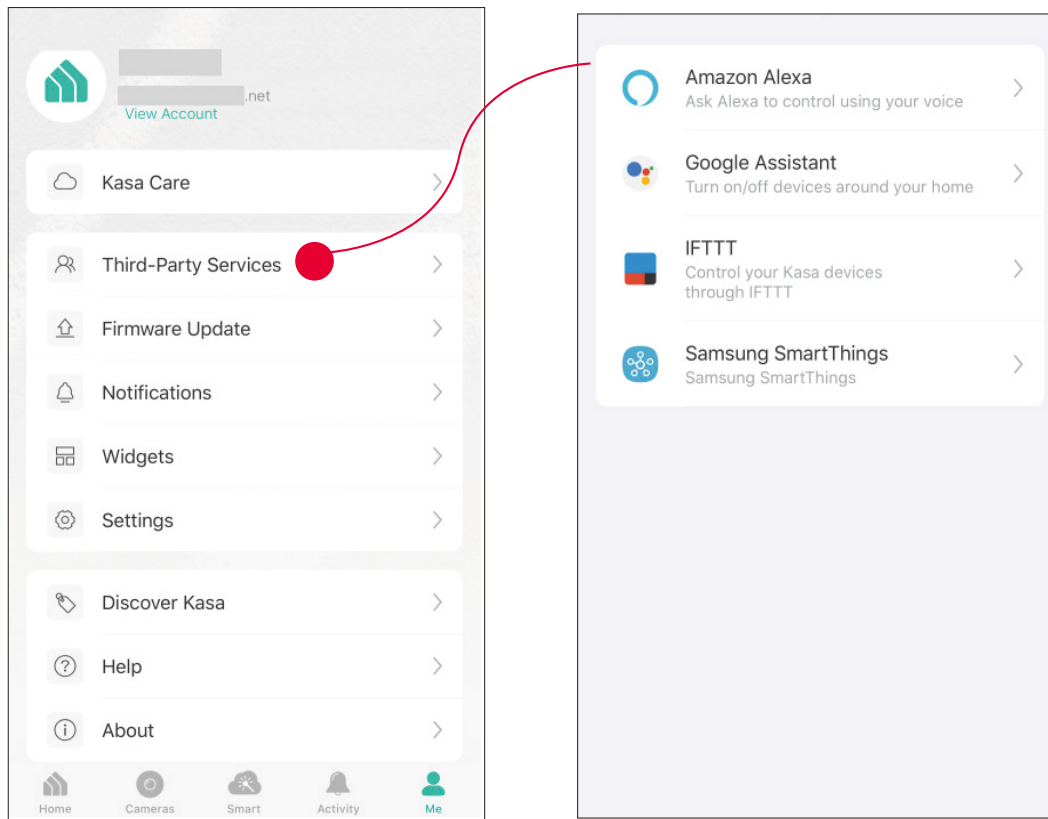 .net
View Account
Kasa Care
Third-Party Services
Firmware Update
Notifications
Widgets
Settings
Discover Kasa
Help
About
Home
Cameras
Smart
Activity
Me
Amazon Alexa
Ask Alexa to control using your voice
Google Assistant
Turn on/off devices around your home
IFTTT
Control your Kasa devices
through IFTTT
Samsung SmartThings
Samsung SmartThings